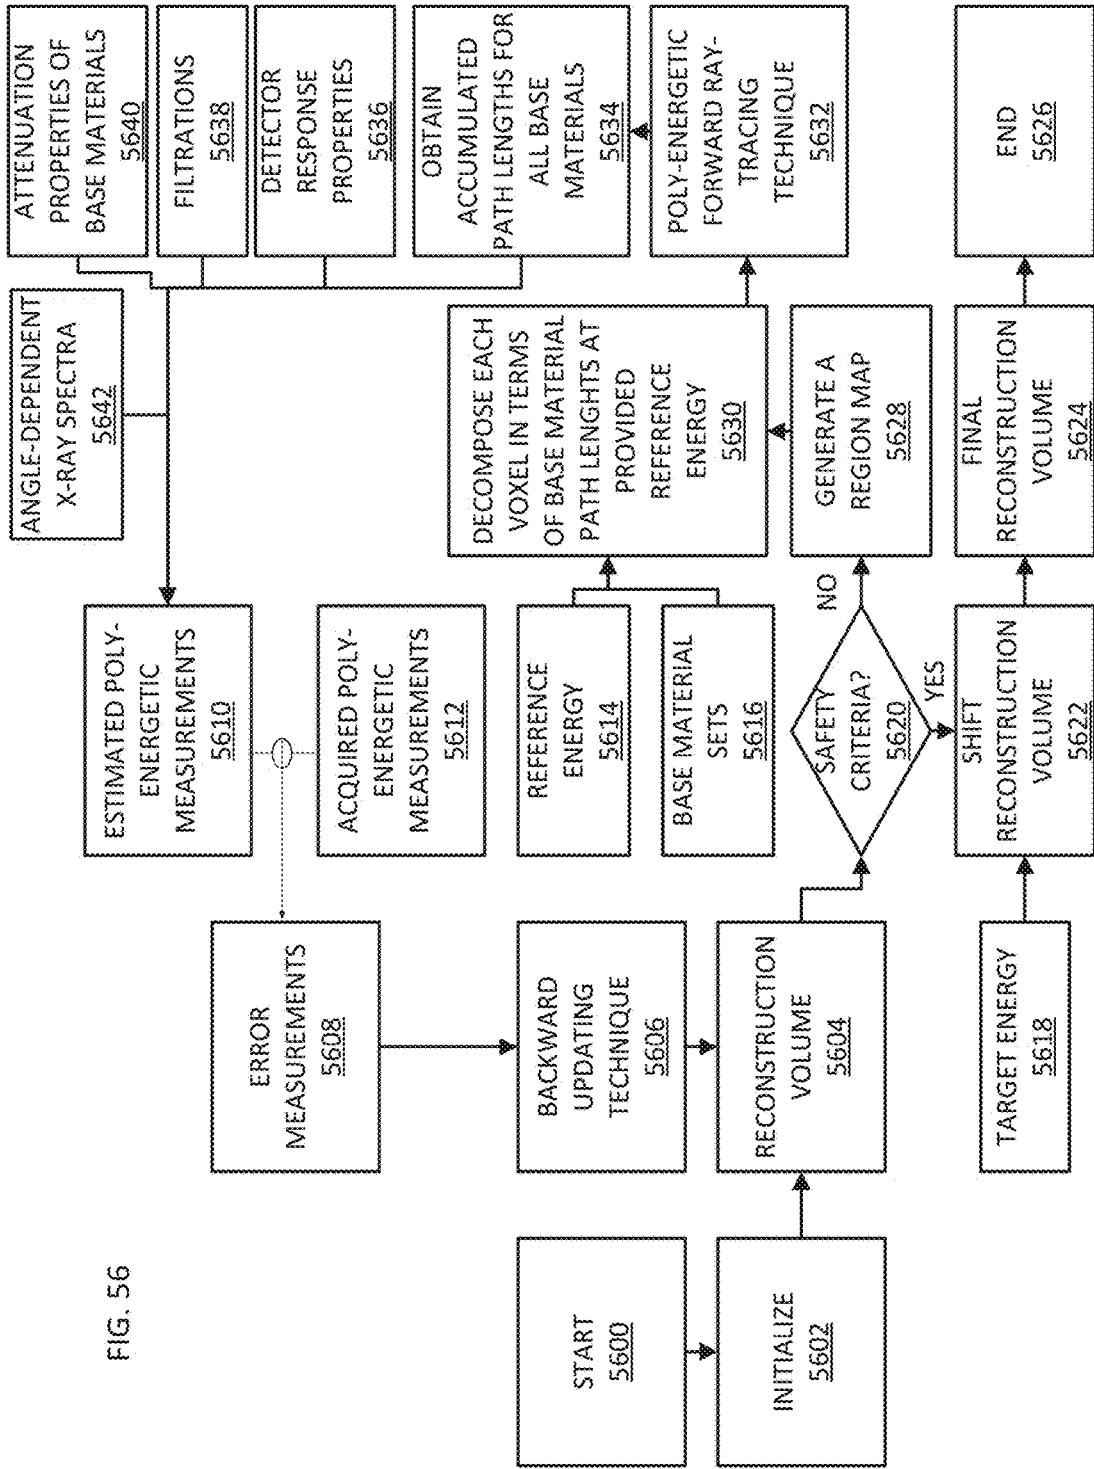 FIG. 56
START
5600
INITIALIZE
5602
ERROR
MEASUREMENTS
5608
BACKWARD
UPDATING
TECHNIQUE
5606
RECONSTRUCTION
VOLUME
5604
TARGET ENERGY
5618
ESTIMATED POLY-
ENERGETIC
MEASUREMENTS
5610
ACQUIRED POLY-
ENERGETIC
MEASUREMENTS
5612
REFERENCE
ENERGY
5614
BASE MATERIAL
SETS
5616
SAFETY
CRITERIA?
5620
NO
YES
SHIFT
RECONSTRUCTION
VOLUME
5622
ANGLE-DEPENDENT
X-RAY SPECTRA
5642
DECOMPOSE EACH
VOXEL IN TERMS
OF BASE MATERIAL
PATH LENGHTS AT
PROVIDED
REFERENCE
ENERGY
5630
GENERATE A
REGION MAP
5628
FINAL
RECONSTRUCTION
VOLUME
5624
ATTENUATION
PROPERTIES OF
BASE MATERIALS
5640
FILTRATIONS
5638
DETECTOR
RESPONSE
PROPERTIES
5636
OBTAIN
ACCUMULATED
PATH LENGTHS FOR
ALL BASE
MATERIALS
5634
POLY-ENERGETIC
FORWARD RAY-
TRACING
TECHNIQUE
5632
END
5626